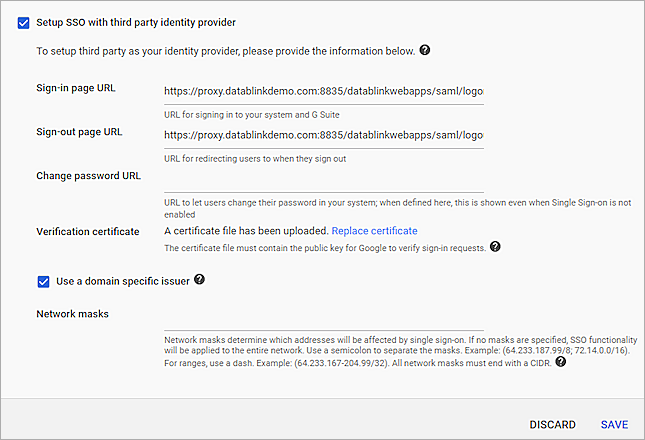 Setup SSO with third party identity provider
To setup third party as your identity provider, please provide the information below. ?
Sign-in page URL
https://proxy.datablinkdemo.com:8835/datablinkwebapps/saml/logo
URL for signing in to your system and G Suite
Sign-out page URL
https://proxy.datablinkdemo.com:8835/datablinkwebapps/saml/logo
URL for redirecting users to when they sign out
Change password URL
URL to let users change their password in your system; when defined here, this is shown even when Single Sign-on is not
enabled
Verification certificate
A certificate file has been uploaded. Replace certificate
The certificate file must contain the public key for Google to verify sign-in requests. ?
Use a domain specific issuer ?
Network masks
Network masks determine which addresses will be affected by single sign-on. If no masks are specified, SSO functionality
will be applied to the entire network. Use a semicolon to separate the masks. Example: (64.233.187.99/8; 72.14.0.0/16).
For ranges, use a dash. Example: (64.233.167-204.99/32). All network masks must end with a CIDR. ?
DISCARD SAVE